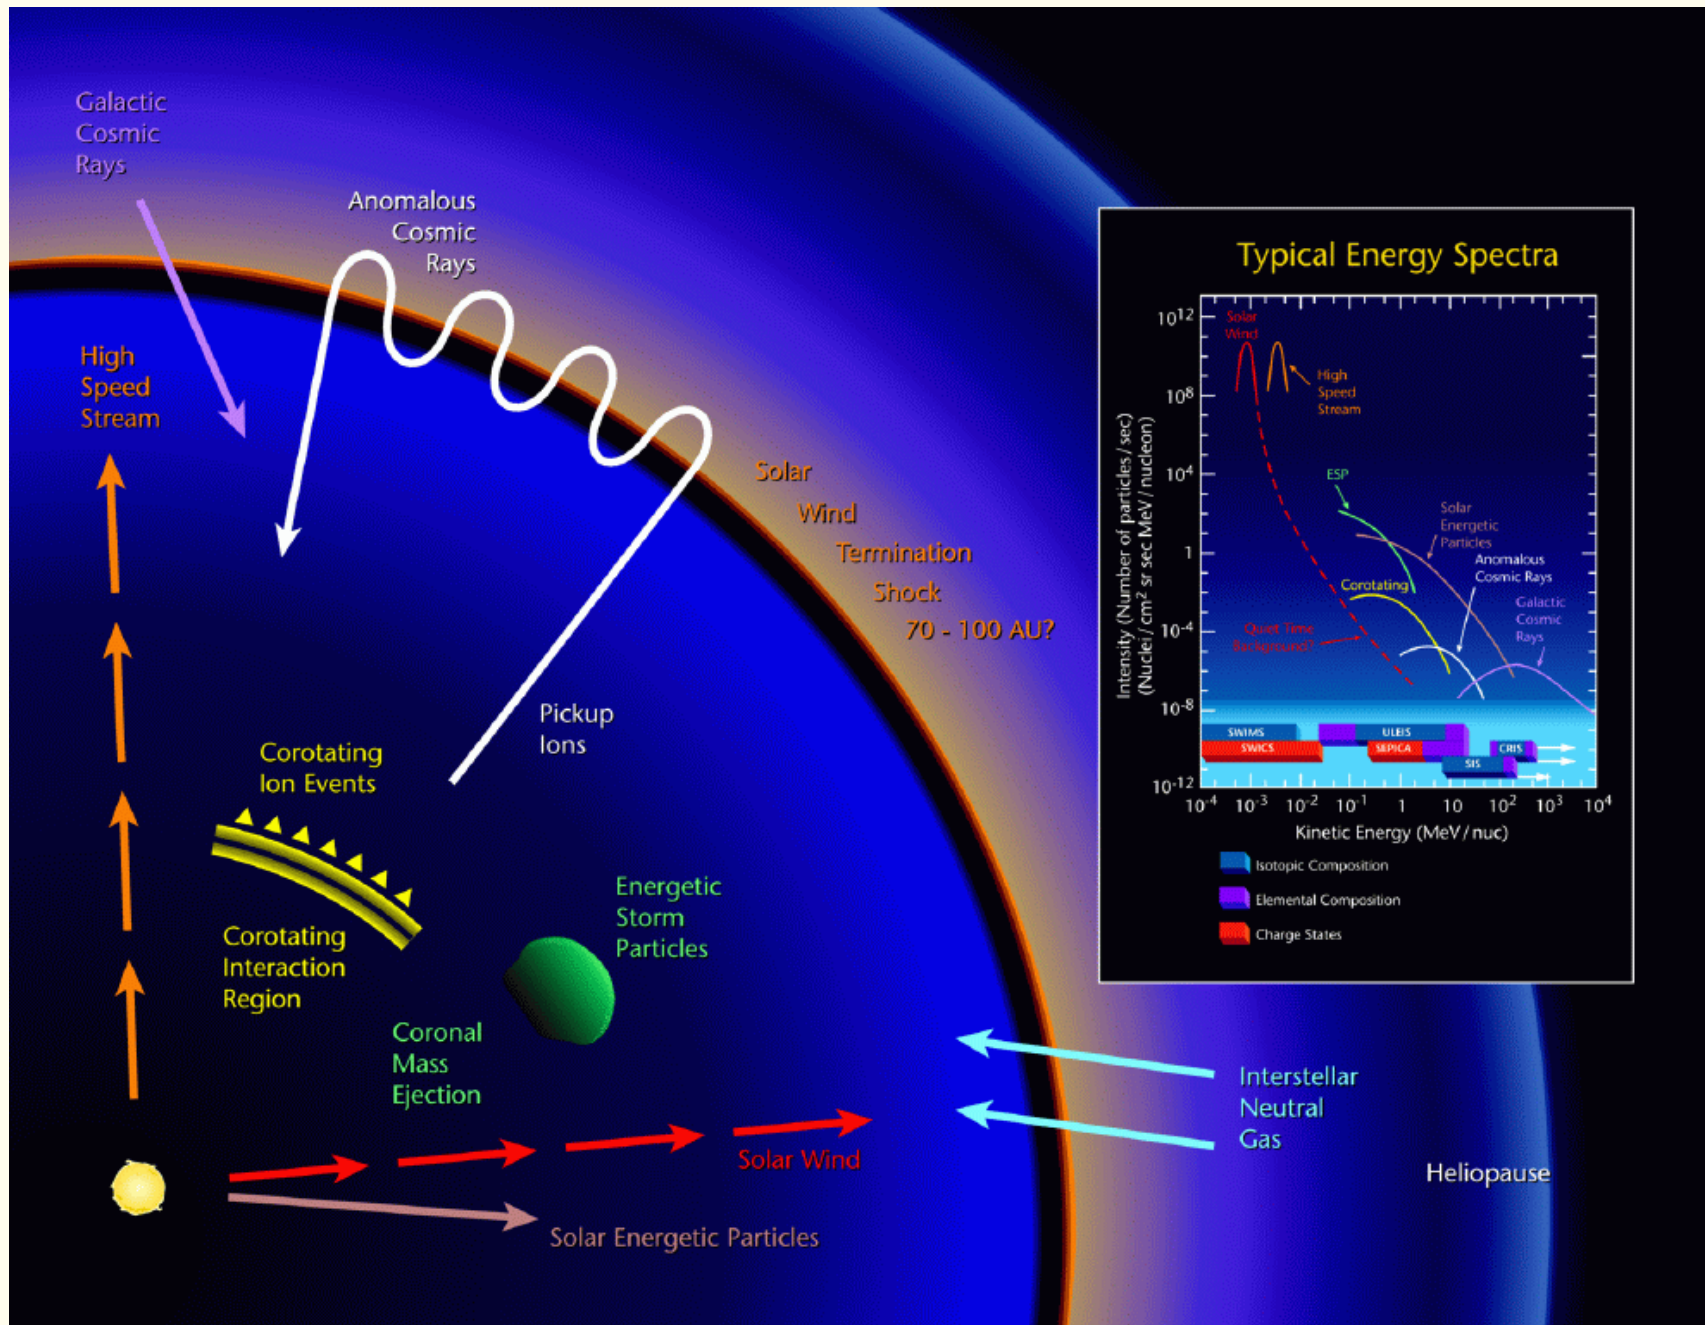 Galactic
Cosmic
Rays
Anomalous
Cosmic
Rays
High
Speed
Stream
Solar
Wind
Termination
Shock
70 - 100 AU?
Pickup
Ions
Corotating
Ion Events
Corotating
Interaction
Region
Energetic
Storm
Particles
Coronal
Mass
Ejection
Solar Wind
Solar Energetic Particles
Interstellar
Neutral
Gas
Heliopause
Typical Energy Spectra
Intensity (Number of particles/sec)
(Nuclei/cm² sr sec MeV/nucleon)
10¹²
10⁸
10⁴
1
10⁻⁴
10⁻⁸
10⁻¹²
Solar
Wind
High
Speed
Stream
ESP
Solar
Energetic
Particles
Anomalous
Cosmic Rays
Corotating
Galactic
Cosmic
Rays
Quiet Time
Background?
SWIMS
ULEIS
SWICS
SEPICA
CRIS
SIS
10⁻⁴ 10⁻³ 10⁻² 10⁻¹ 1 10 10² 10³ 10⁴
Kinetic Energy (MeV/nuc)
Isotopic Composition
Elemental Composition
Charge States